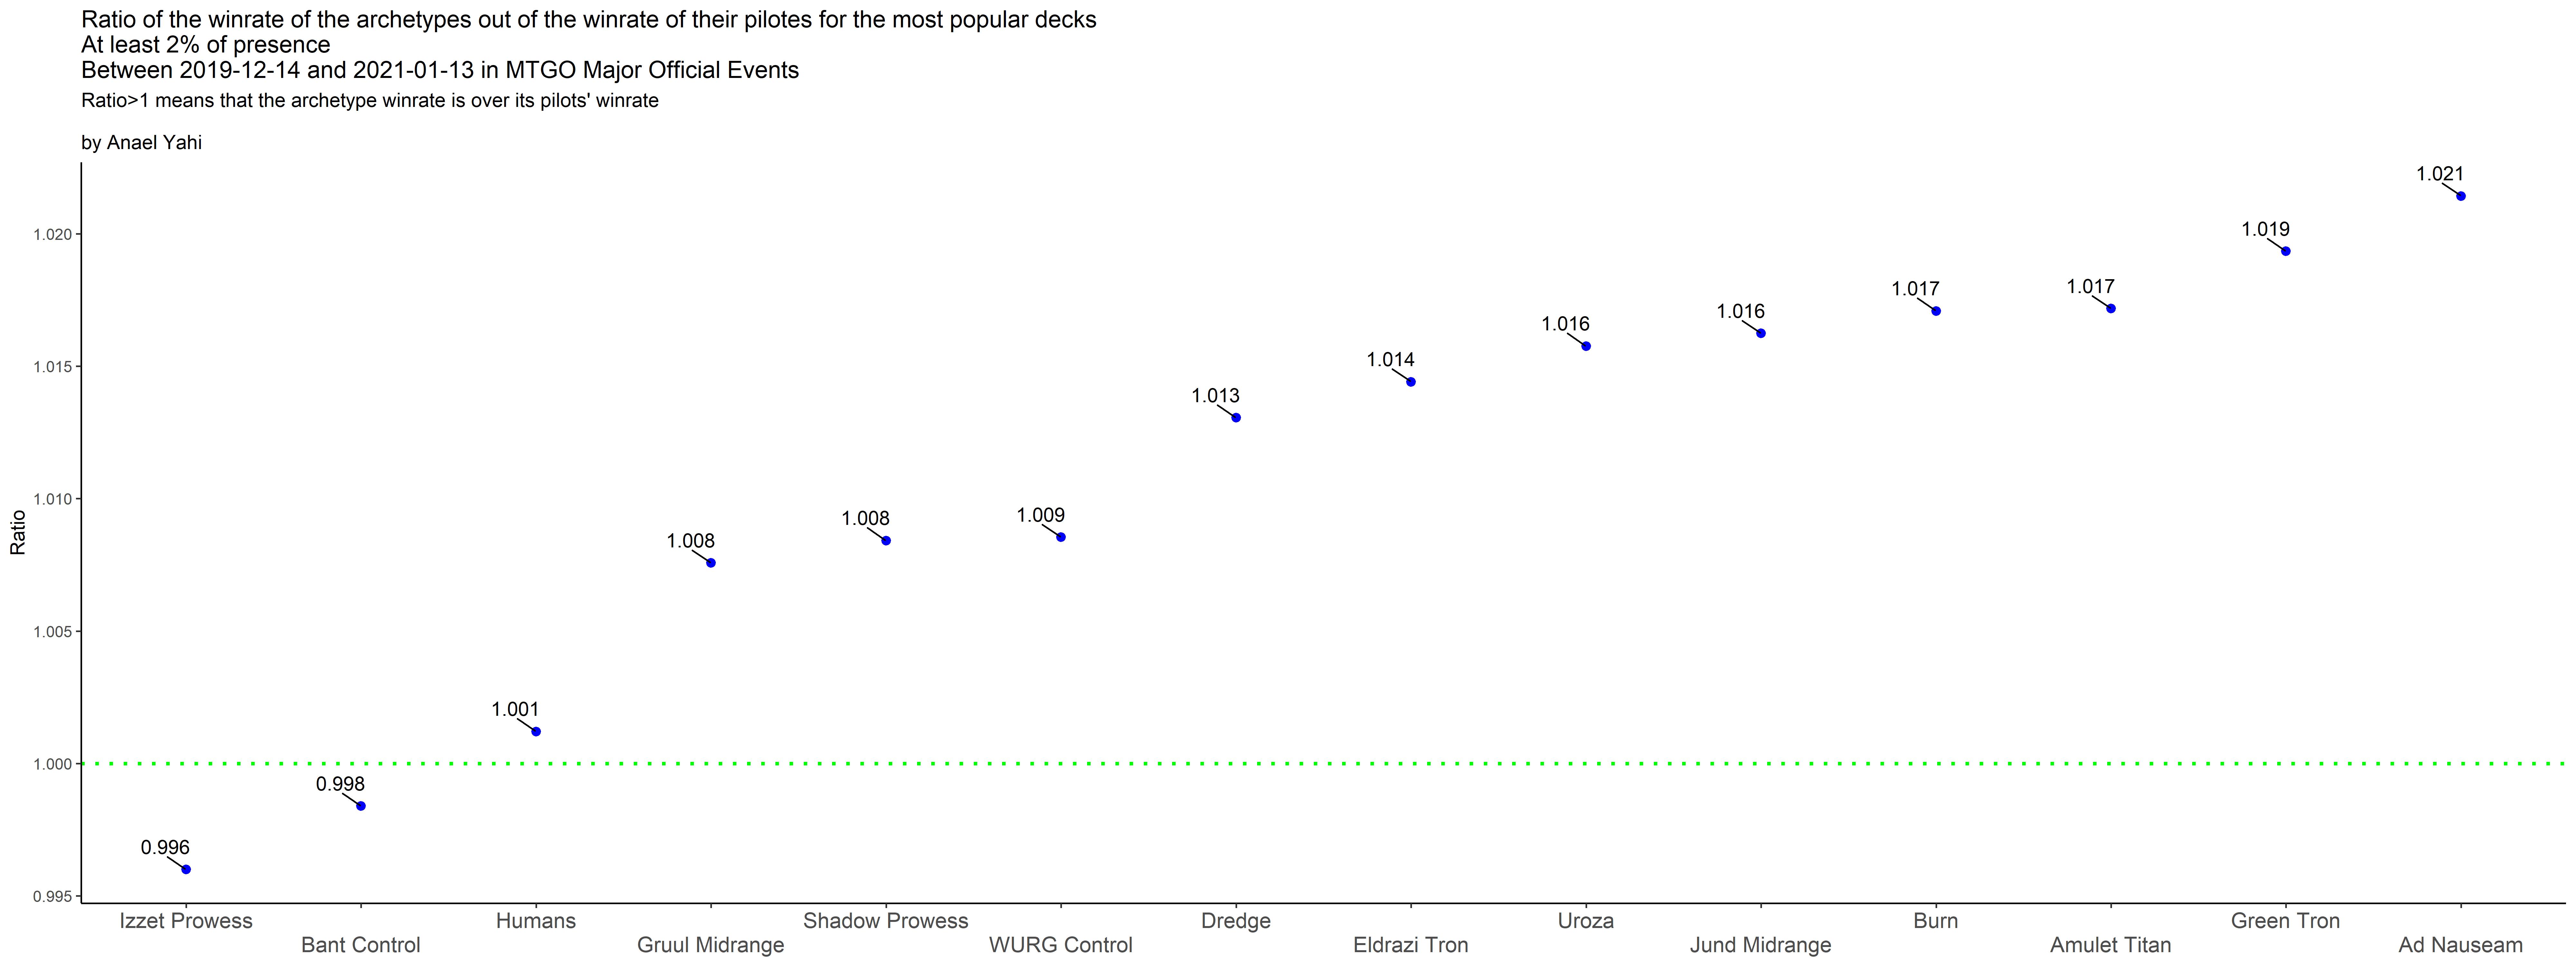 Ratio of the winrate of the archetypes out of the winrate of their pilotes for the most popular decks
At least 2% of presence
Between 2019-12-14 and 2021-01-13 in MTGO Major Official Events
Ratio>1 means that the archetype winrate is over its pilots' winrate
by Anael Yahi
1.021
1.020
1.019
1.017
1.017
1.016
1.016
1.015
1.014
1.013
1.010
Ratio
1.009
1.008
1.008
1.005
1.001
1.000
0.998
0.996
0.995
Izzet Prowess
Humans
Shadow Prowess
Dredge
Uroza
Burn
Green Tron
Bant Control
Gruul Midrange
WURG Control
Eldrazi Tron
Jund Midrange
Amulet Titan
Ad Nauseam